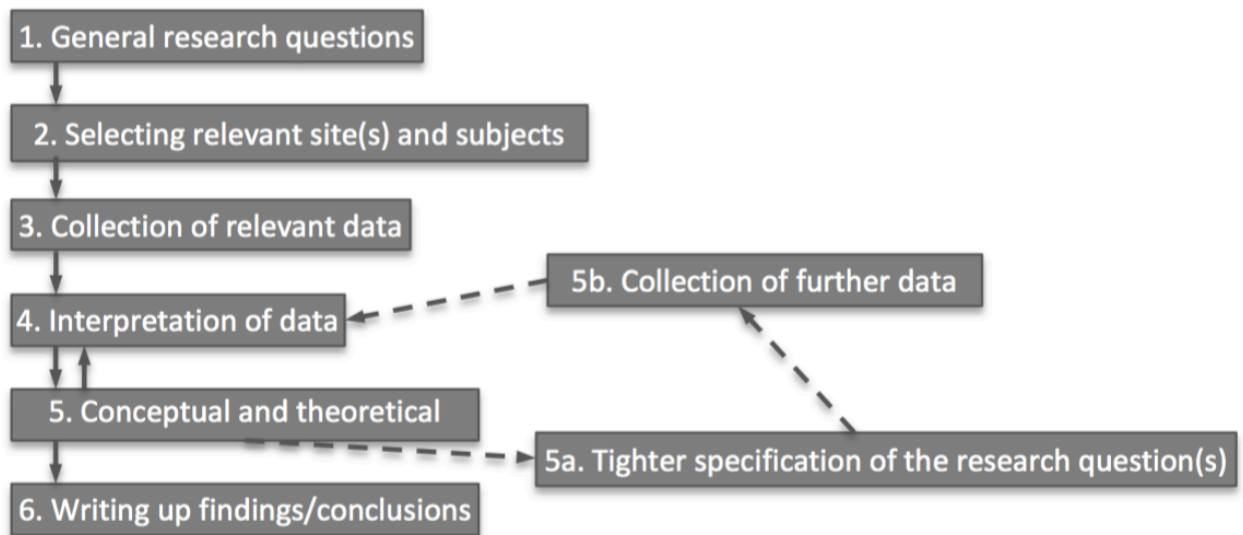 1. General research questions
2. Selecting relevant site(s) and subjects
3. Collection of relevant data
5b. Collection of further data
4. Interpretation of data
5. Conceptual and theoretical
5a. Tighter specification of the research question(s)
6. Writing up findings/conclusions